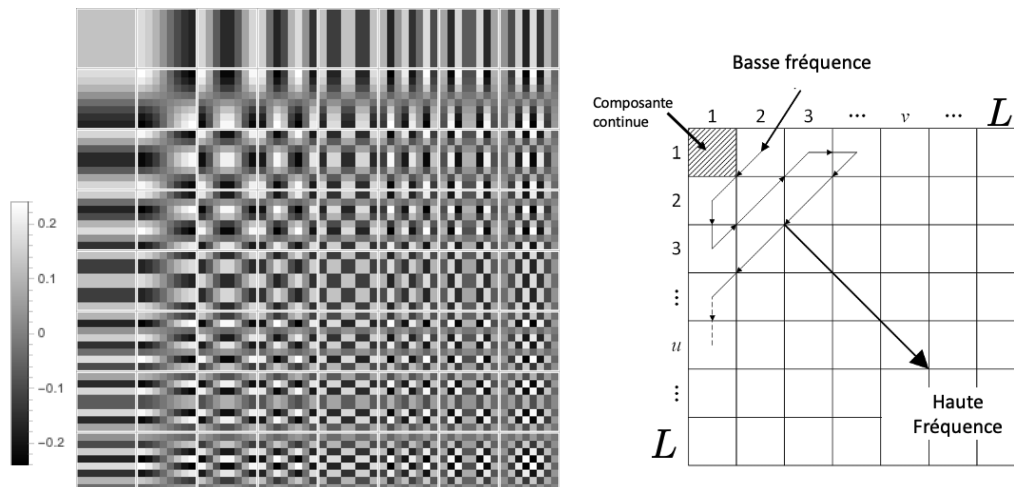 0.2
0.1
0
-0.1
-0.2
Basse fréquence
Composante
continue
1 2 3 ... v ... L
1
2
3
⋮
u
⋮
L
Haute
Fréquence